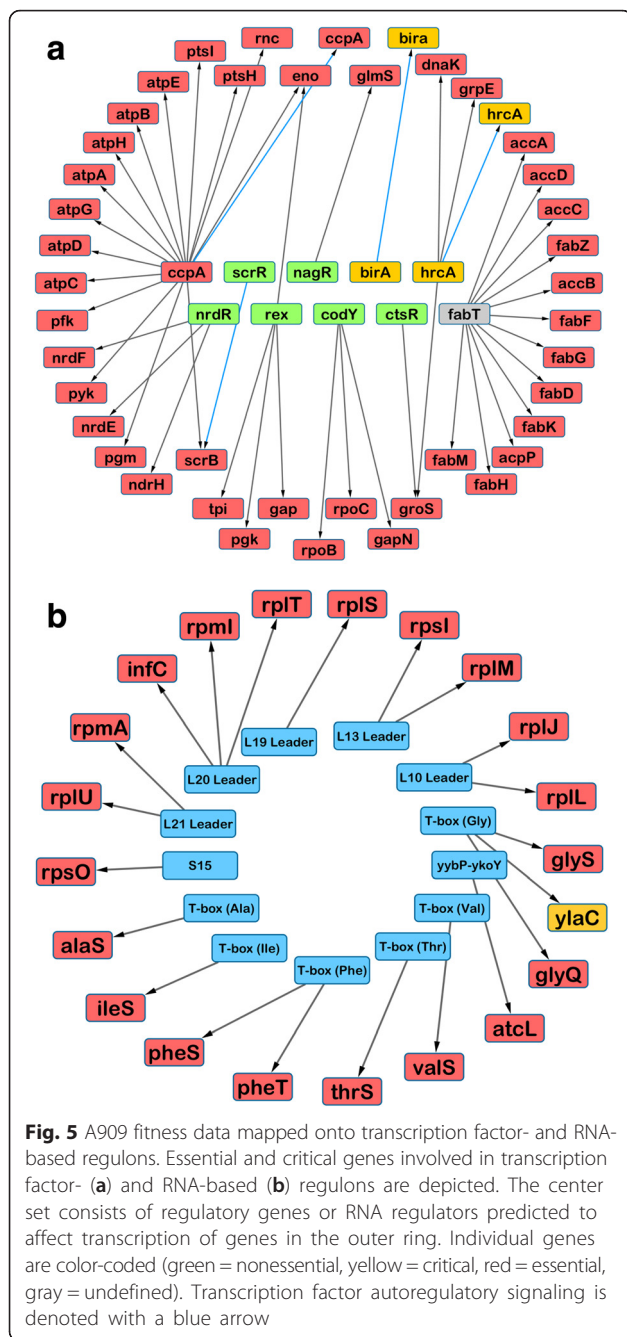 a
rnc
ccpA
bira
ptsI
dnaK
atpE
ptsH
eno
glmS
grpE
atpB
hrcA
atpH
accA
atpA
accD
atpG
accC
atpD
fabZ
ccpA
scrR
nagR
birA
hrcA
atpC
accB
nrdR
rex
codY
ctsR
fabT
pfk
fabF
nrdF
fabG
pyk
fabD
nrdE
fabK
pgm
scrB
fabM
acpP
ndrH
fabH
tpi
gap
rpoC
groS
pgk
rpoB
gapN
b
rplT
rplS
rpmI
rpsI
infC
rplM
rpmA
L19 Leader
L13 Leader
rplJ
L20 Leader
L10 Leader
rplU
rplL
L21 Leader
T-box (Gly)
glyS
rpsO
S15
yybP-ykoY
T-box (Ala)
T-box (Val)
ylaC
alaS
T-box (Ile)
T-box (Thr)
glyQ
ileS
T-box (Phe)
atcL
pheS
valS
pheT
thrS
Fig. 5 A909 fitness data mapped onto transcription factor- and RNA-
based regulons. Essential and critical genes involved in transcription
factor- (a) and RNA-based (b) regulons are depicted. The center
set consists of regulatory genes or RNA regulators predicted to
affect transcription of genes in the outer ring. Individual genes
are color-coded (green = nonessential, yellow = critical, red = essential,
gray = undefined). Transcription factor autoregulatory signaling is
denoted with a blue arrow